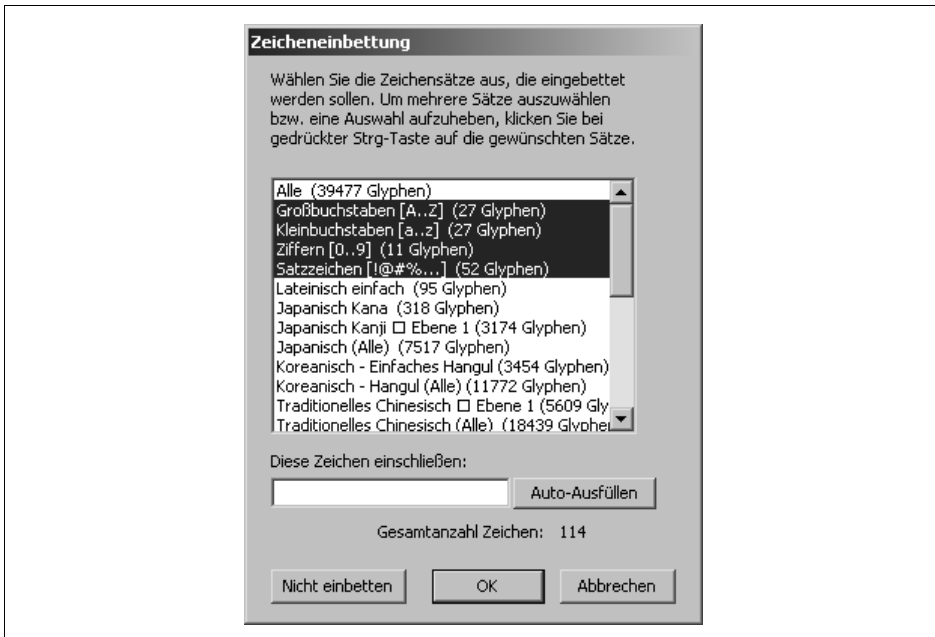 Zeicheneinbettung
Wählen Sie die Zeichensätze aus, die eingebettet
werden sollen. Um mehrere Sätze auszuwählen
bzw. eine Auswahl aufzuheben, klicken Sie bei
gedrückter Strg-Taste auf die gewünschten Sätze.
Alle (39477 Glyphen)
Großbuchstaben [A..Z] (27 Glyphen)
Kleinbuchstaben [a..z] (27 Glyphen)
Ziffern [0..9] (11 Glyphen)
Satzzeichen [!@#%...] (52 Glyphen)
Lateinisch einfach (95 Glyphen)
Japanisch Kana (318 Glyphen)
Japanisch Kanji □ Ebene 1 (3174 Glyphen)
Japanisch (Alle) (7517 Glyphen)
Koreanisch - Einfaches Hangul (3454 Glyphen)
Koreanisch - Hangul (Alle) (11772 Glyphen)
Traditionelles Chinesisch □ Ebene 1 (5609 Gly
Traditionelles Chinesisch (Alle) (18439 Glyphen
Diese Zeichen einschließen:
Auto-Ausfüllen
Gesamtanzahl Zeichen: 114
Nicht einbetten OK Abbrechen